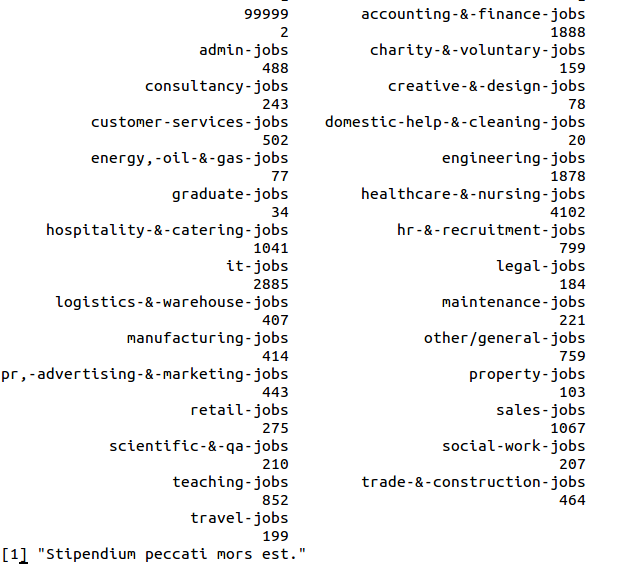 99999 accounting-&-finance-jobs
2 1888
admin-jobs charity-&-voluntary-jobs
488 159
consultancy-jobs creative-&-design-jobs
243 78
customer-services-jobs domestic-help-&-cleaning-jobs
502 20
energy,-oil-&-gas-jobs engineering-jobs
77 1878
graduate-jobs healthcare-&-nursing-jobs
34 4102
hospitality-&-catering-jobs hr-&-recruitment-jobs
1041 799
it-jobs legal-jobs
2885 184
logistics-&-warehouse-jobs maintenance-jobs
407 221
manufacturing-jobs other/general-jobs
414 759
pr,-advertising-&-marketing-jobs property-jobs
443 103
retail-jobs sales-jobs
275 1067
scientific-&-qa-jobs social-work-jobs
210 207
teaching-jobs trade-&-construction-jobs
852 464
travel-jobs
199
[1] "Stipendium peccati mors est."